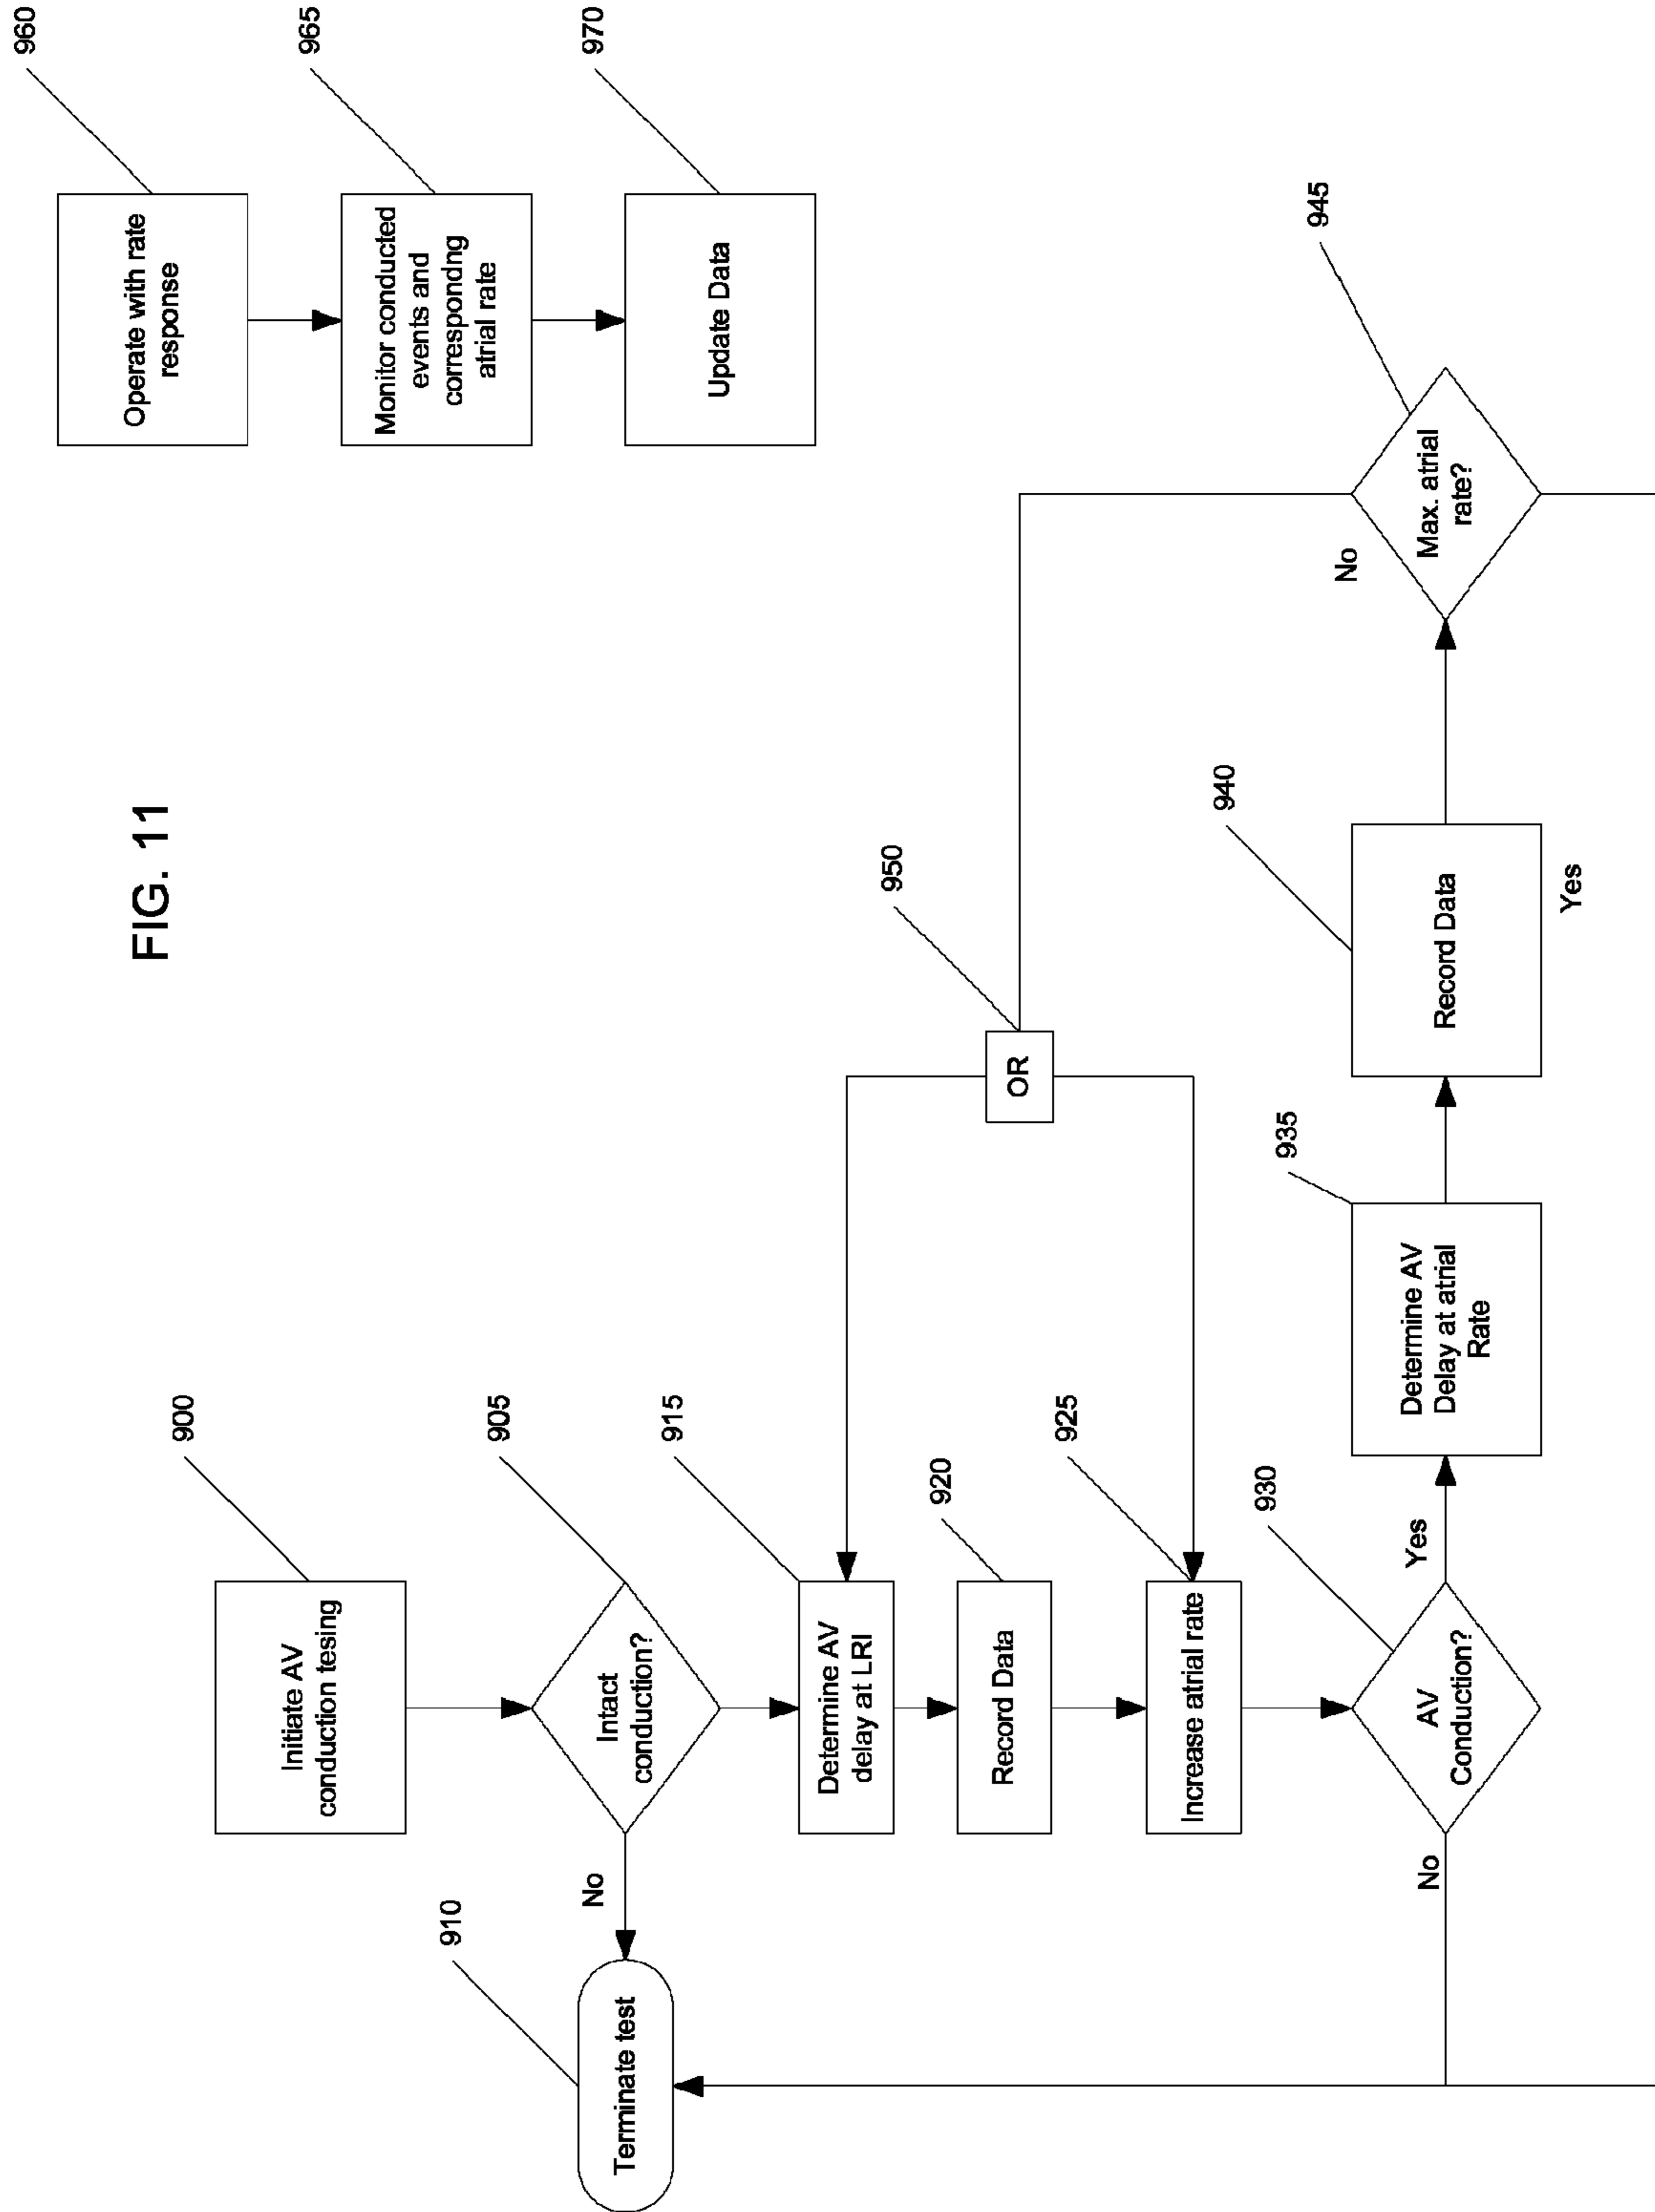 FIG. 11
900
Initiate AV
conduction tesing
905
Intact
conduction?
No
910
Terminate test
915
Determine AV
delay at LRI
920
Record Data
925
Increase atrial rate
930
AV
Conduction?
No
Yes
935
Determine AV
Delay at atrial
Rate
940
Record Data
945
Max. atrial
rate?
No
Yes
950
OR
960
Operate with rate
response
965
Monitor conducted
events and
correspondng
atrial rate
970
Update Data